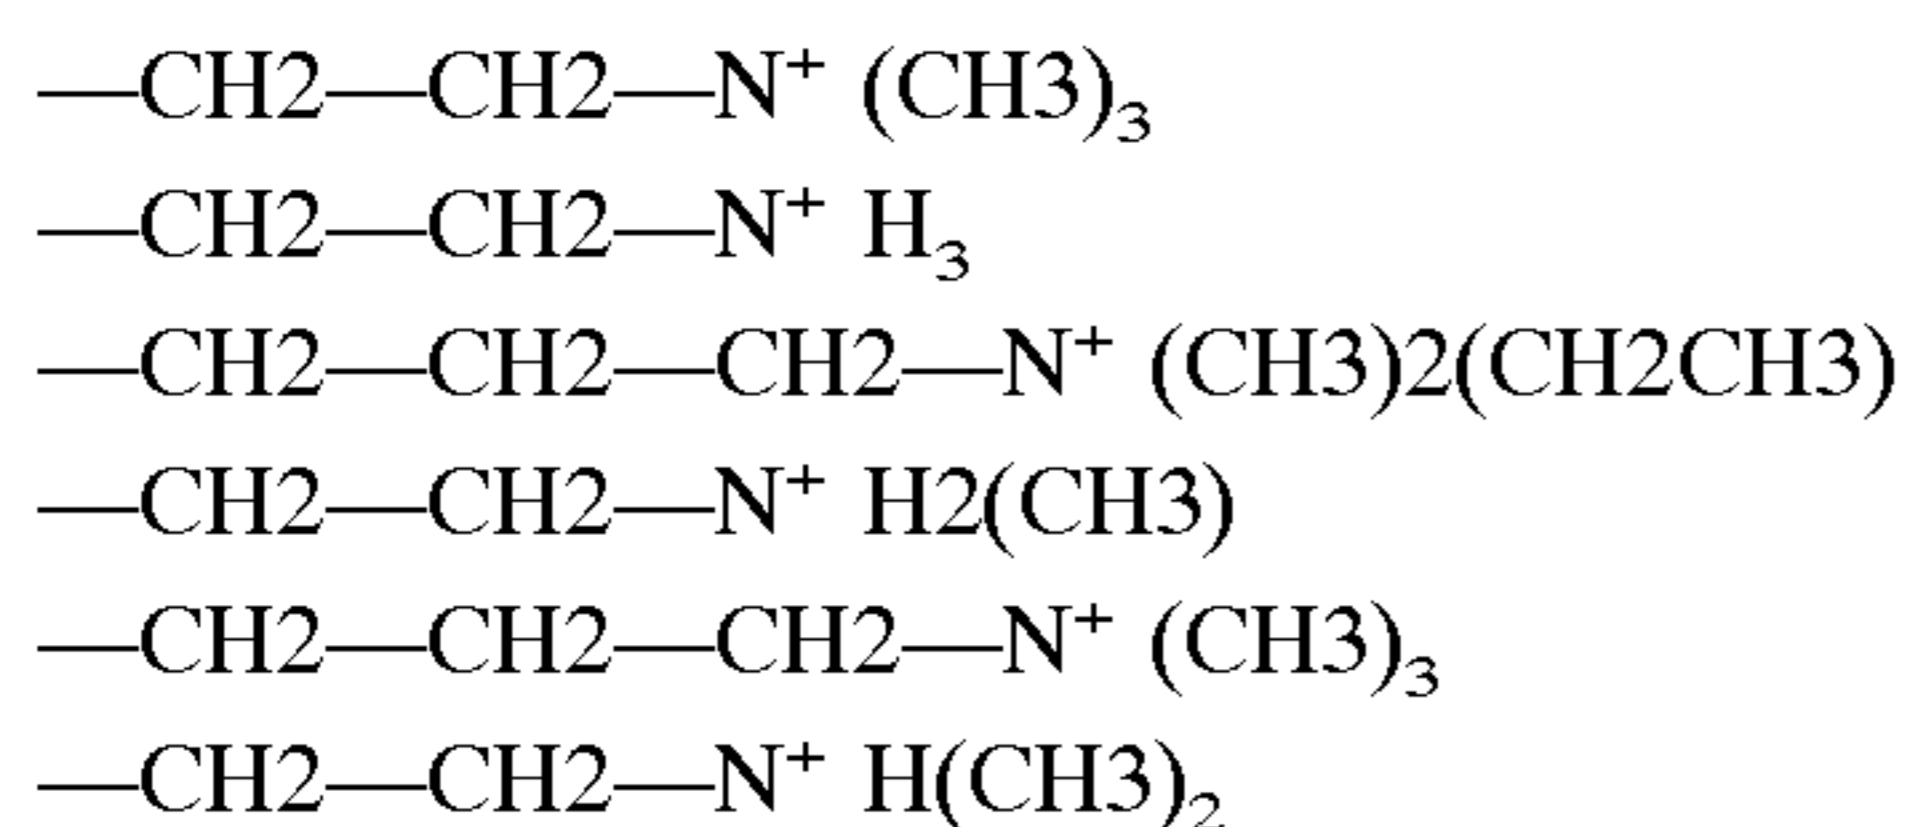 —CH2—CH2—N⁺ (CH3)₃
—CH2—CH2—N⁺ H₃
—CH2—CH2—CH2—N⁺ (CH3)2(CH2CH3)
—CH2—CH2—N⁺ H2(CH3)
—CH2—CH2—CH2—N⁺ (CH3)₃
—CH2—CH2—N⁺ H(CH3)₂